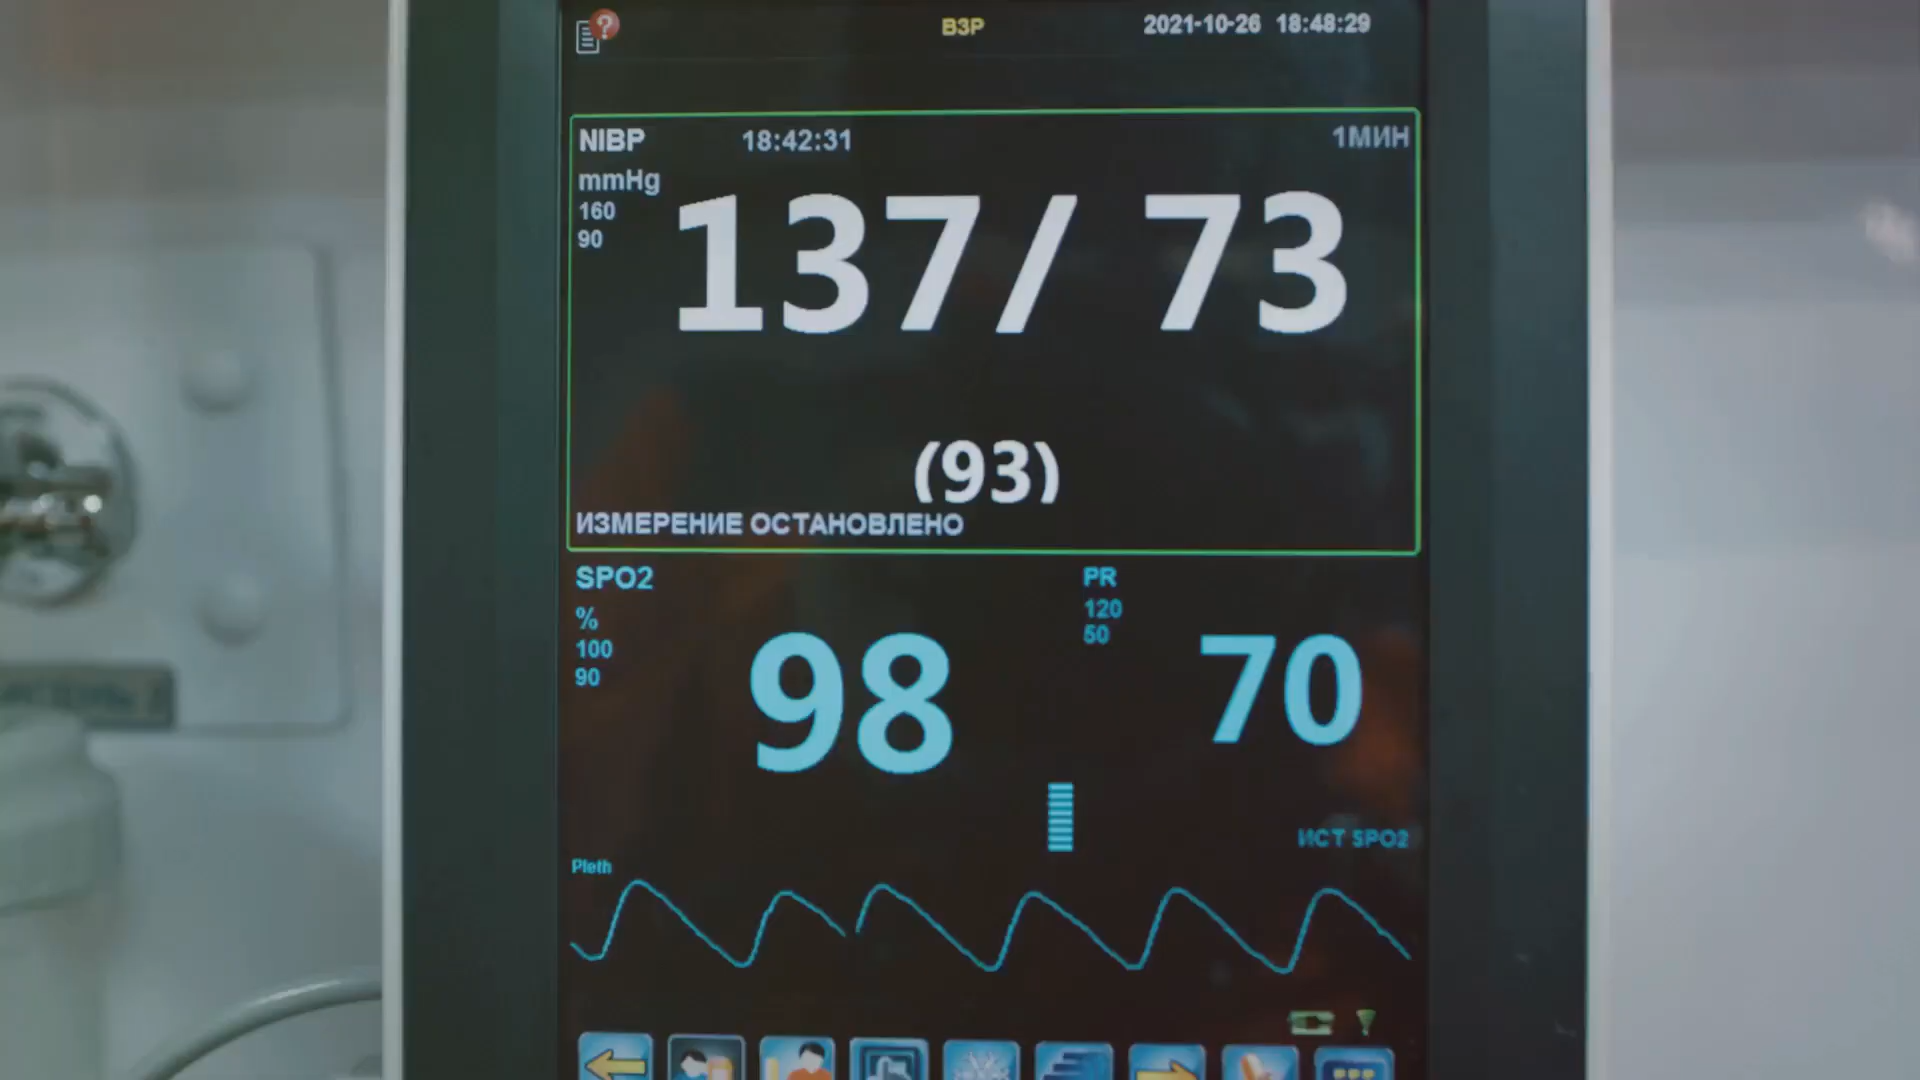 ?
ВЗР 2021-10-26 18:48:29
NIBP 18:42:31 1МИН
mmHg
160
90
137/ 73
(93)
ИЗМЕРЕНИЕ ОСТАНОВЛЕНО
SPO2
%
100
90
98
PR
120
50
70
ИСТ SPO2
Pleth